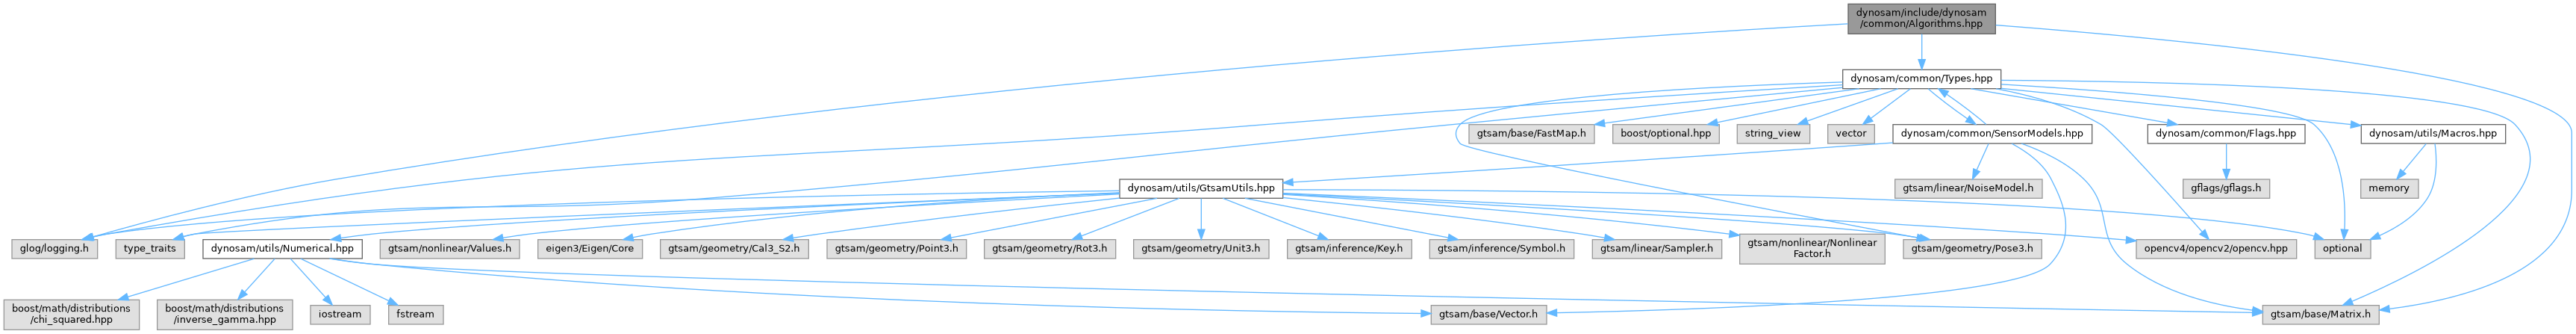 dynosam/include/dynosam
/common/Algorithms.hpp
dynosam/common/Types.hpp
gtsam/base/FastMap.h
boost/optional.hpp
string_view
vector
dynosam/common/SensorModels.hpp
dynosam/common/Flags.hpp
dynosam/utils/Macros.hpp
dynosam/utils/GtsamUtils.hpp
gtsam/linear/NoiseModel.h
gflags/gflags.h
memory
glog/logging.h
type_traits
dynosam/utils/Numerical.hpp
gtsam/nonlinear/Values.h
eigen3/Eigen/Core
gtsam/geometry/Cal3_S2.h
gtsam/geometry/Point3.h
gtsam/geometry/Rot3.h
gtsam/geometry/Unit3.h
gtsam/inference/Key.h
gtsam/inference/Symbol.h
gtsam/linear/Sampler.h
gtsam/nonlinear/Nonlinear
Factor.h
gtsam/geometry/Pose3.h
opencv4/opencv2/opencv.hpp
optional
boost/math/distributions
/chi_squared.hpp
boost/math/distributions
/inverse_gamma.hpp
iostream
fstream
gtsam/base/Vector.h
gtsam/base/Matrix.h